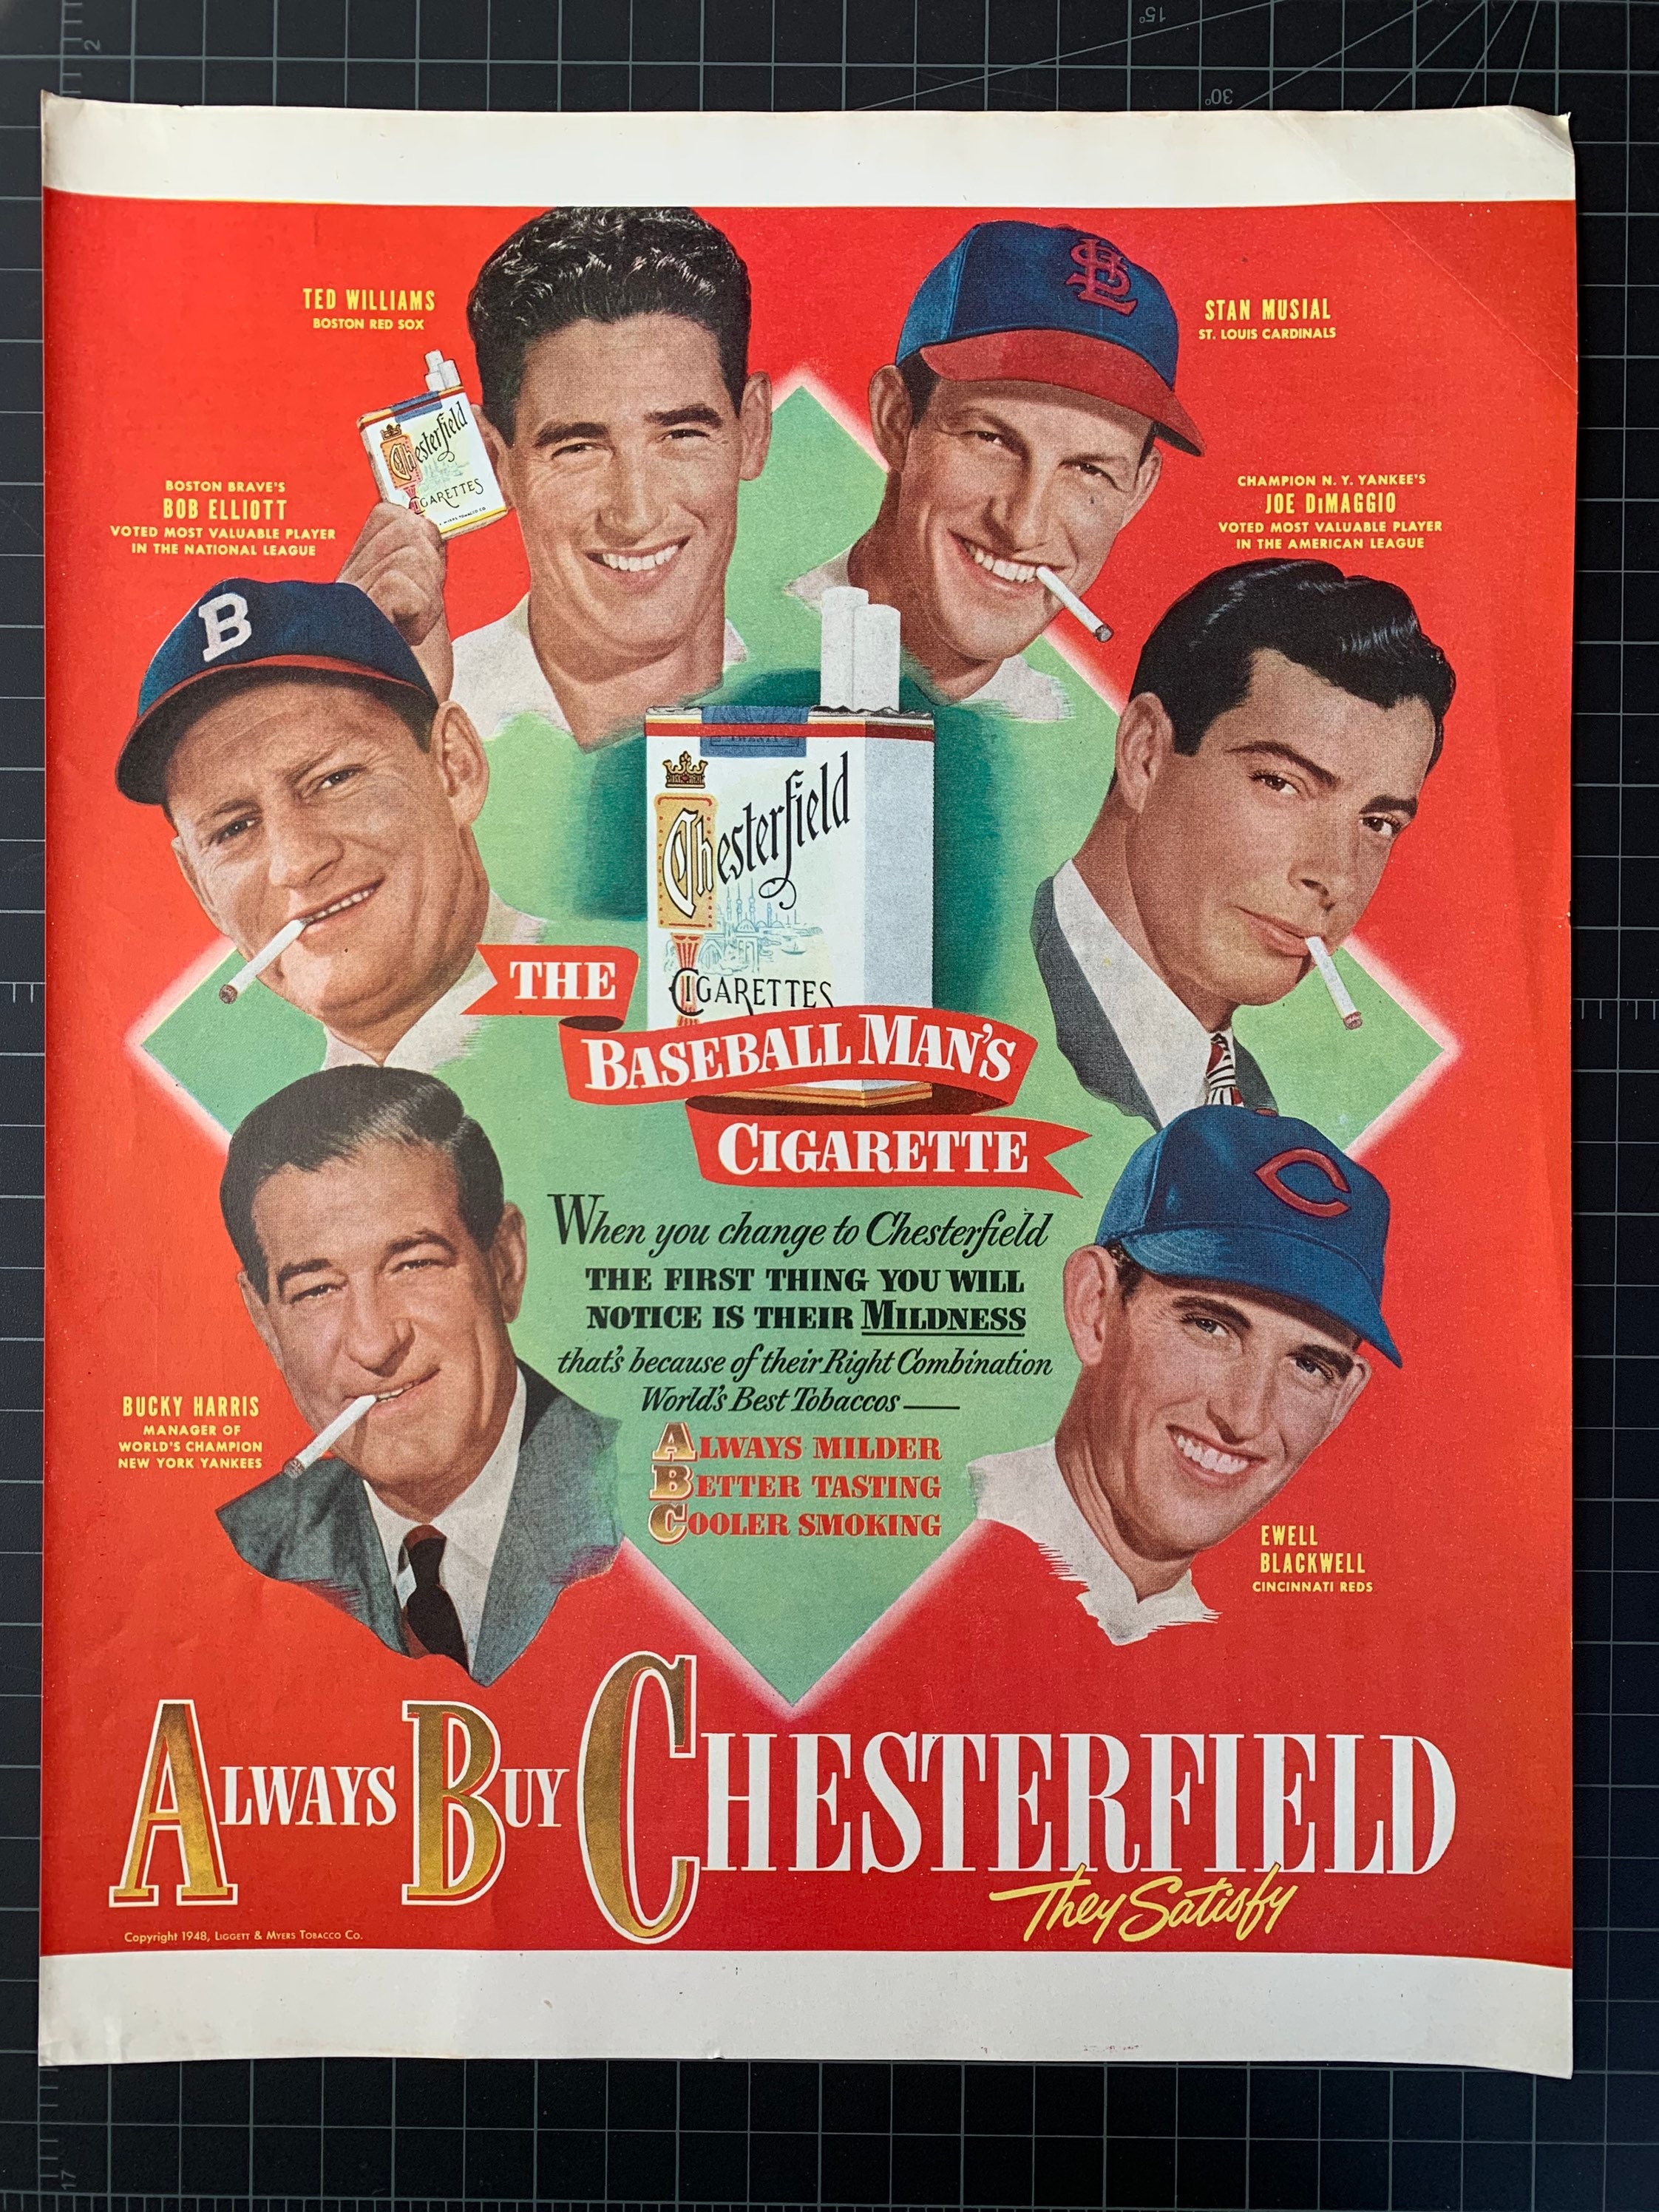 2
15°
30°
TED WILLIAMS
BOSTON RED SOX
STAN MUSIAL
ST. LOUIS CARDINALS
Chesterfield
CIGARETTES
BOSTON BRAVE'S
BOB ELLIOTT
VOTED MOST VALUABLE PLAYER
IN THE NATIONAL LEAGUE
CHAMPION N. Y. YANKEE'S
JOE DiMAGGIO
VOTED MOST VALUABLE PLAYER
IN THE AMERICAN LEAGUE
B
Chesterfield
CIGARETTES
THE
BASEBALL MAN'S
CIGARETTE
C
When you change to Chesterfield
THE FIRST THING YOU WILL
NOTICE IS THEIR MILDNESS
that's because of their Right Combination
World's Best Tobaccos —
ALWAYS MILDER
BETTER TASTING
COOLER SMOKING
BUCKY HARRIS
MANAGER OF
WORLD'S CHAMPION
NEW YORK YANKEES
EWELL
BLACKWELL
CINCINNATI REDS
ALWAYS BUY CHESTERFIELD
They Satisfy
Copyright 1948, LIGGETT & MYERS TOBACCO CO.
17